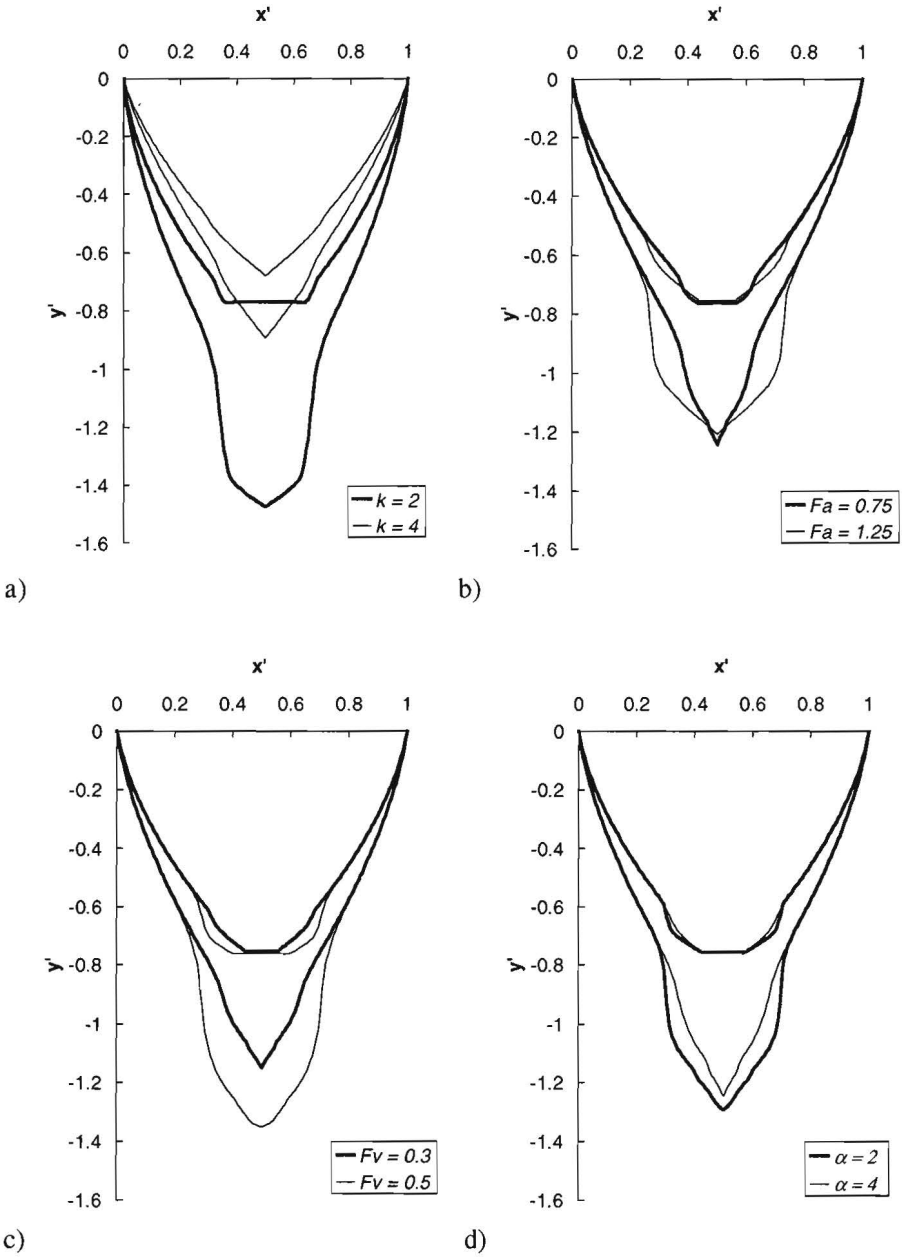 x'
0 0.2 0.4 0.6 0.8 1
0
-0.2
-0.4
-0.6
-0.8
-1
-1.2
-1.4
-1.6
y'
k = 2
k = 4
a)
x'
0 0.2 0.4 0.6 0.8 1
0
-0.2
-0.4
-0.6
-0.8
-1
-1.2
-1.4
-1.6
y'
Fa = 0.75
Fa = 1.25
b)
x'
0 0.2 0.4 0.6 0.8 1
0
-0.2
-0.4
-0.6
-0.8
-1
-1.2
-1.4
-1.6
y'
Fv = 0.3
Fv = 0.5
c)
x'
0 0.2 0.4 0.6 0.8 1
0
-0.2
-0.4
-0.6
-0.8
-1
-1.2
-1.4
-1.6
y'
α = 2
α = 4
d)